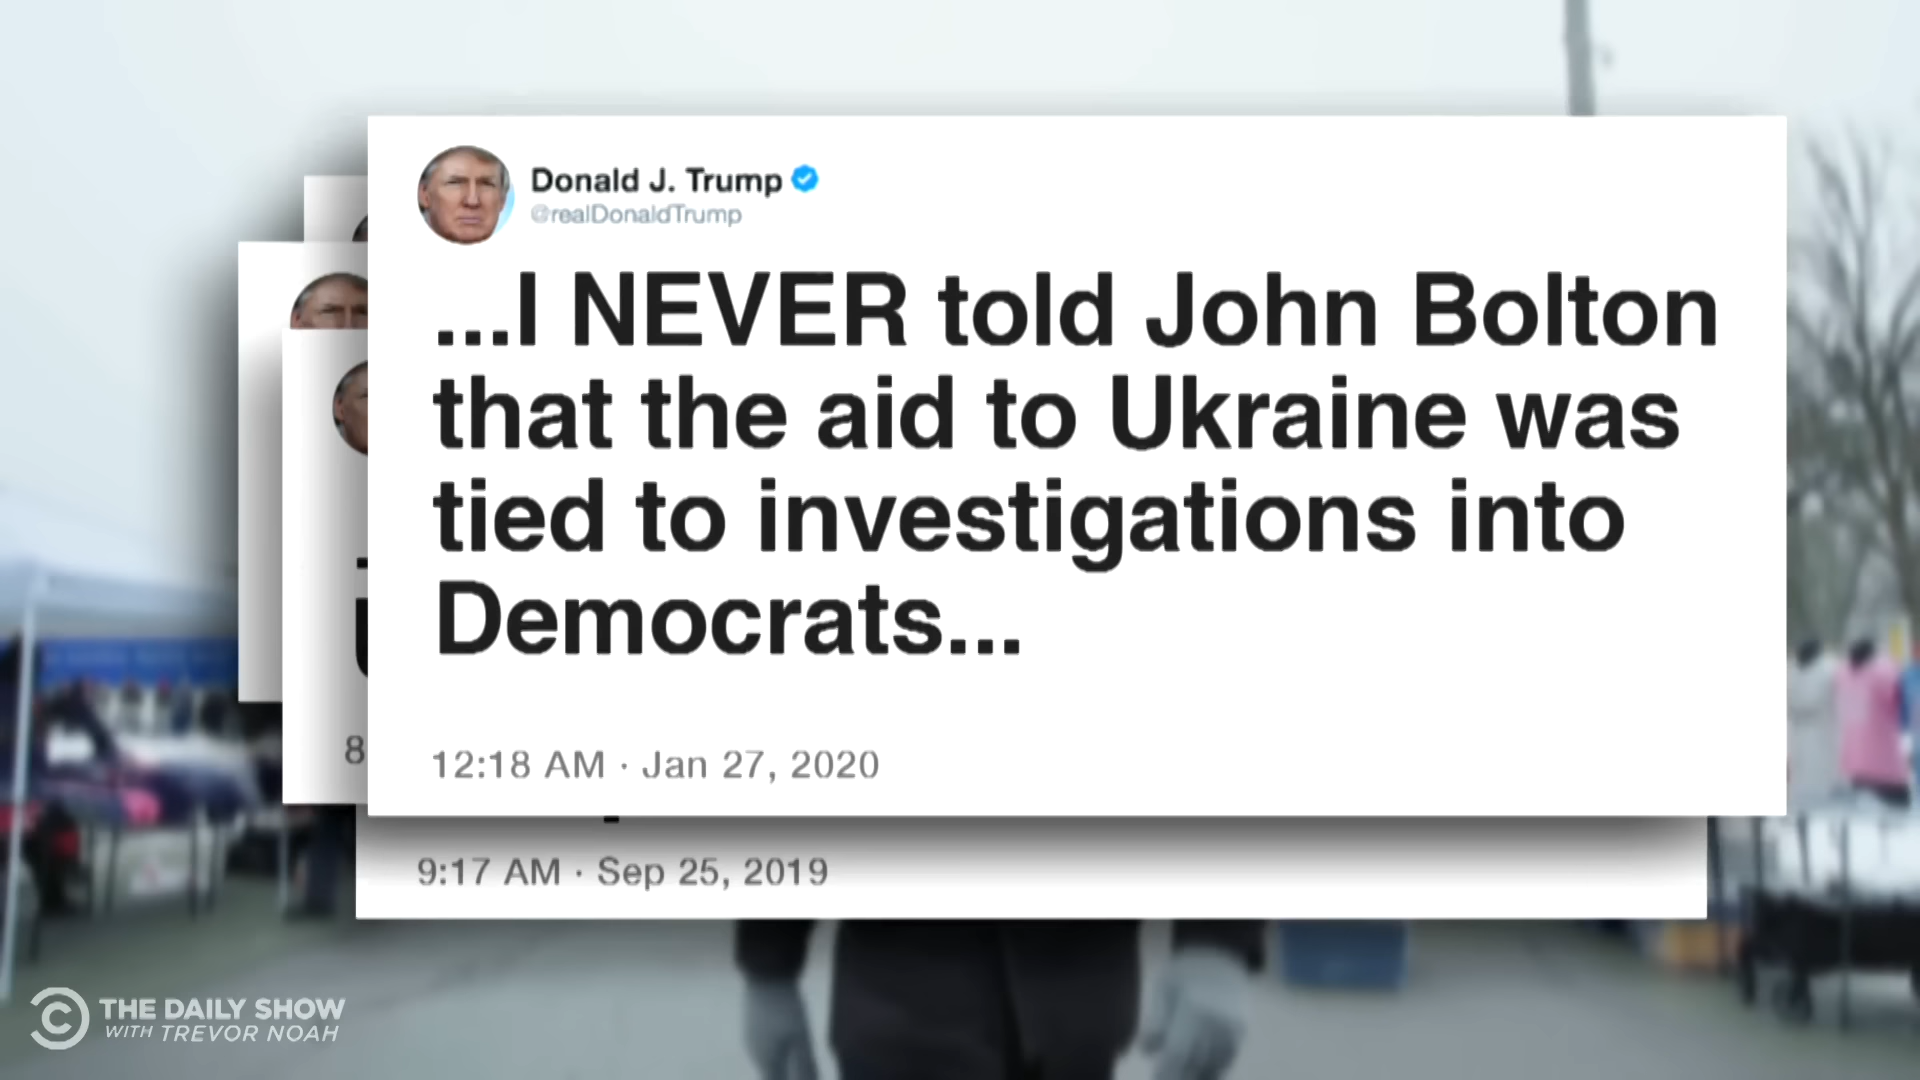 Donald J. Trump
@realDonaldTrump
...I NEVER told John Bolton
that the aid to Ukraine was
tied to investigations into
Democrats...
12:18 AM · Jan 27, 2020
8
9:17 AM · Sep 25, 2019
THE DAILY SHOW
WITH TREVOR NOAH